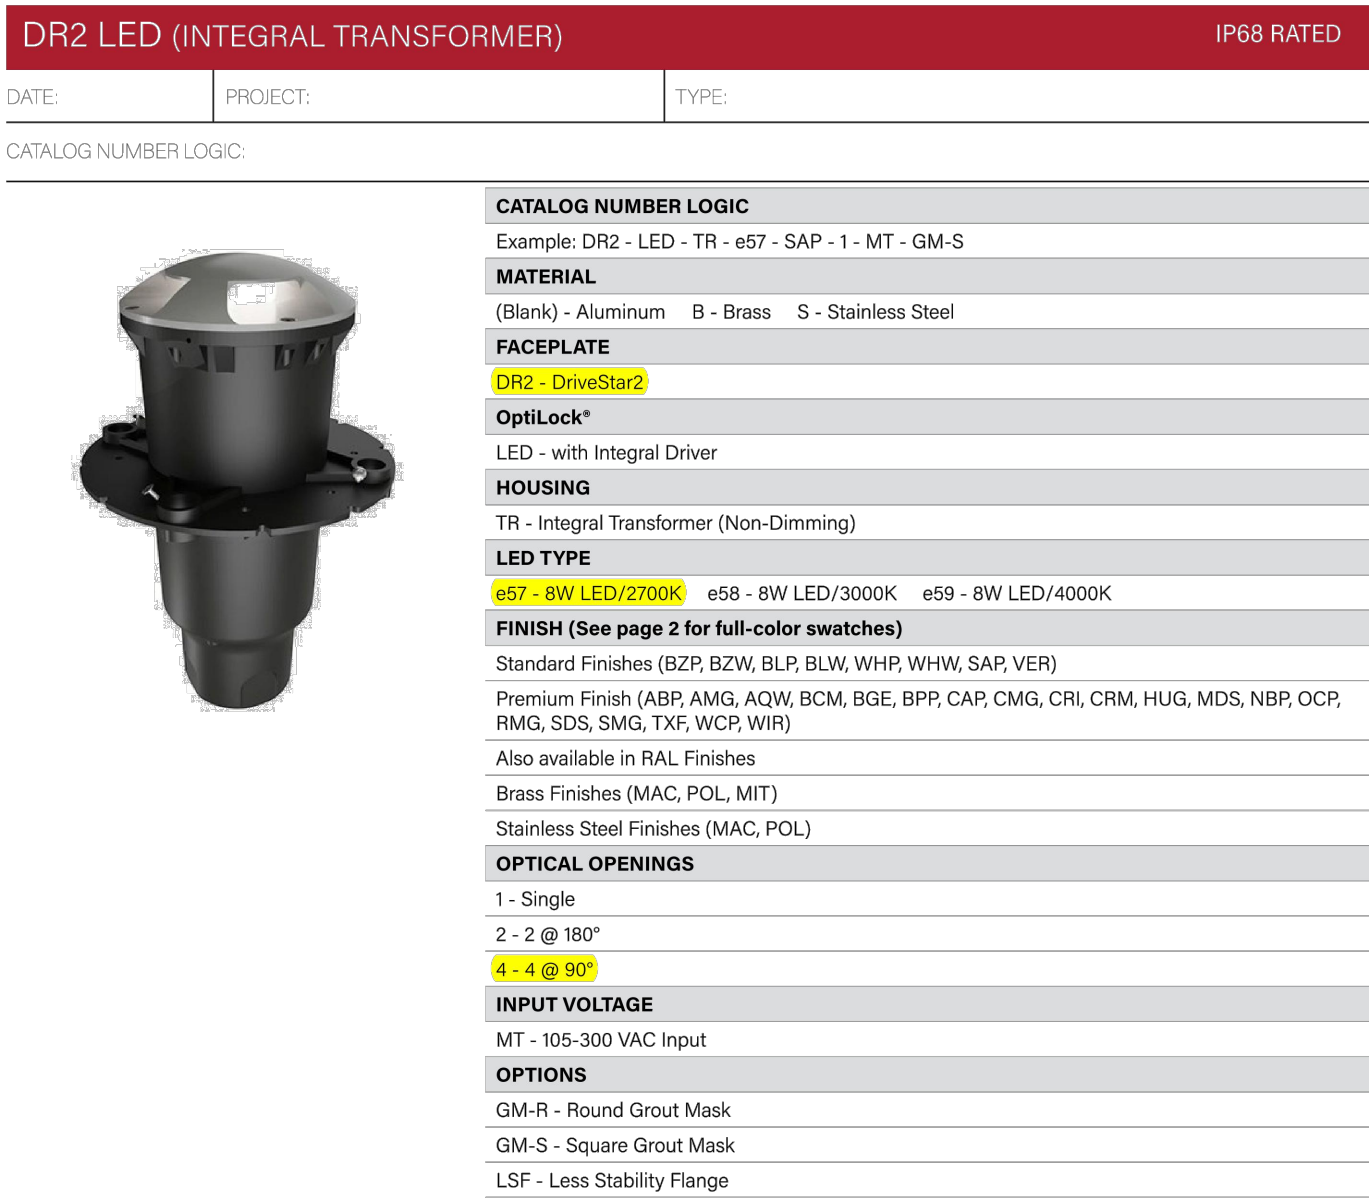 DR2 LED (INTEGRAL TRANSFORMER) IP68 RATED
DATE: PROJECT: TYPE:
CATALOG NUMBER LOGIC:
CATALOG NUMBER LOGIC
Example: DR2 - LED - TR - e57 - SAP - 1 - MT - GM-S
MATERIAL
(Blank) - Aluminum B - Brass S - Stainless Steel
FACEPLATE
DR2 - DriveStar2
OptiLock®
LED - with Integral Driver
HOUSING
TR - Integral Transformer (Non-Dimming)
LED TYPE
e57 - 8W LED/2700K e58 - 8W LED/3000K e59 - 8W LED/4000K
FINISH (See page 2 for full-color swatches)
Standard Finishes (BZP, BZW, BLP, BLW, WHP, WHW, SAP, VER)
Premium Finish (ABP, AMG, AQW, BCM, BGE, BPP, CAP, CMG, CRI, CRM, HUG, MDS, NBP, OCP,
RMG, SDS, SMG, TXF, WCP, WIR)
Also available in RAL Finishes
Brass Finishes (MAC, POL, MIT)
Stainless Steel Finishes (MAC, POL)
OPTICAL OPENINGS
1 - Single
2 - 2 @ 180°
4 - 4 @ 90°
INPUT VOLTAGE
MT - 105-300 VAC Input
OPTIONS
GM-R - Round Grout Mask
GM-S - Square Grout Mask
LSF - Less Stability Flange